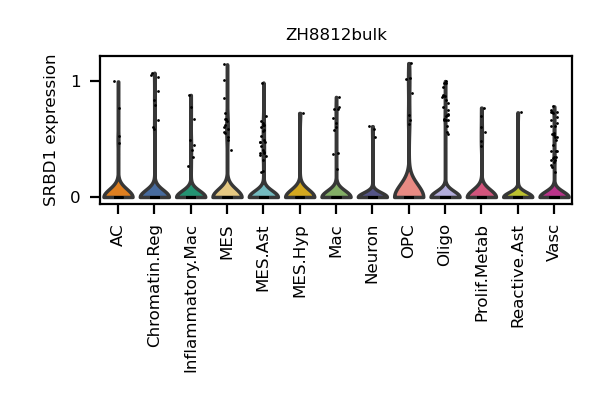 ZH8812bulk
SRBD1 expression
1
0
AC
Chromatin.Reg
Inflammatory.Mac
MES
MES.Ast
MES.Hyp
Mac
Neuron
OPC
Oligo
Prolif.Metab
Reactive.Ast
Vasc